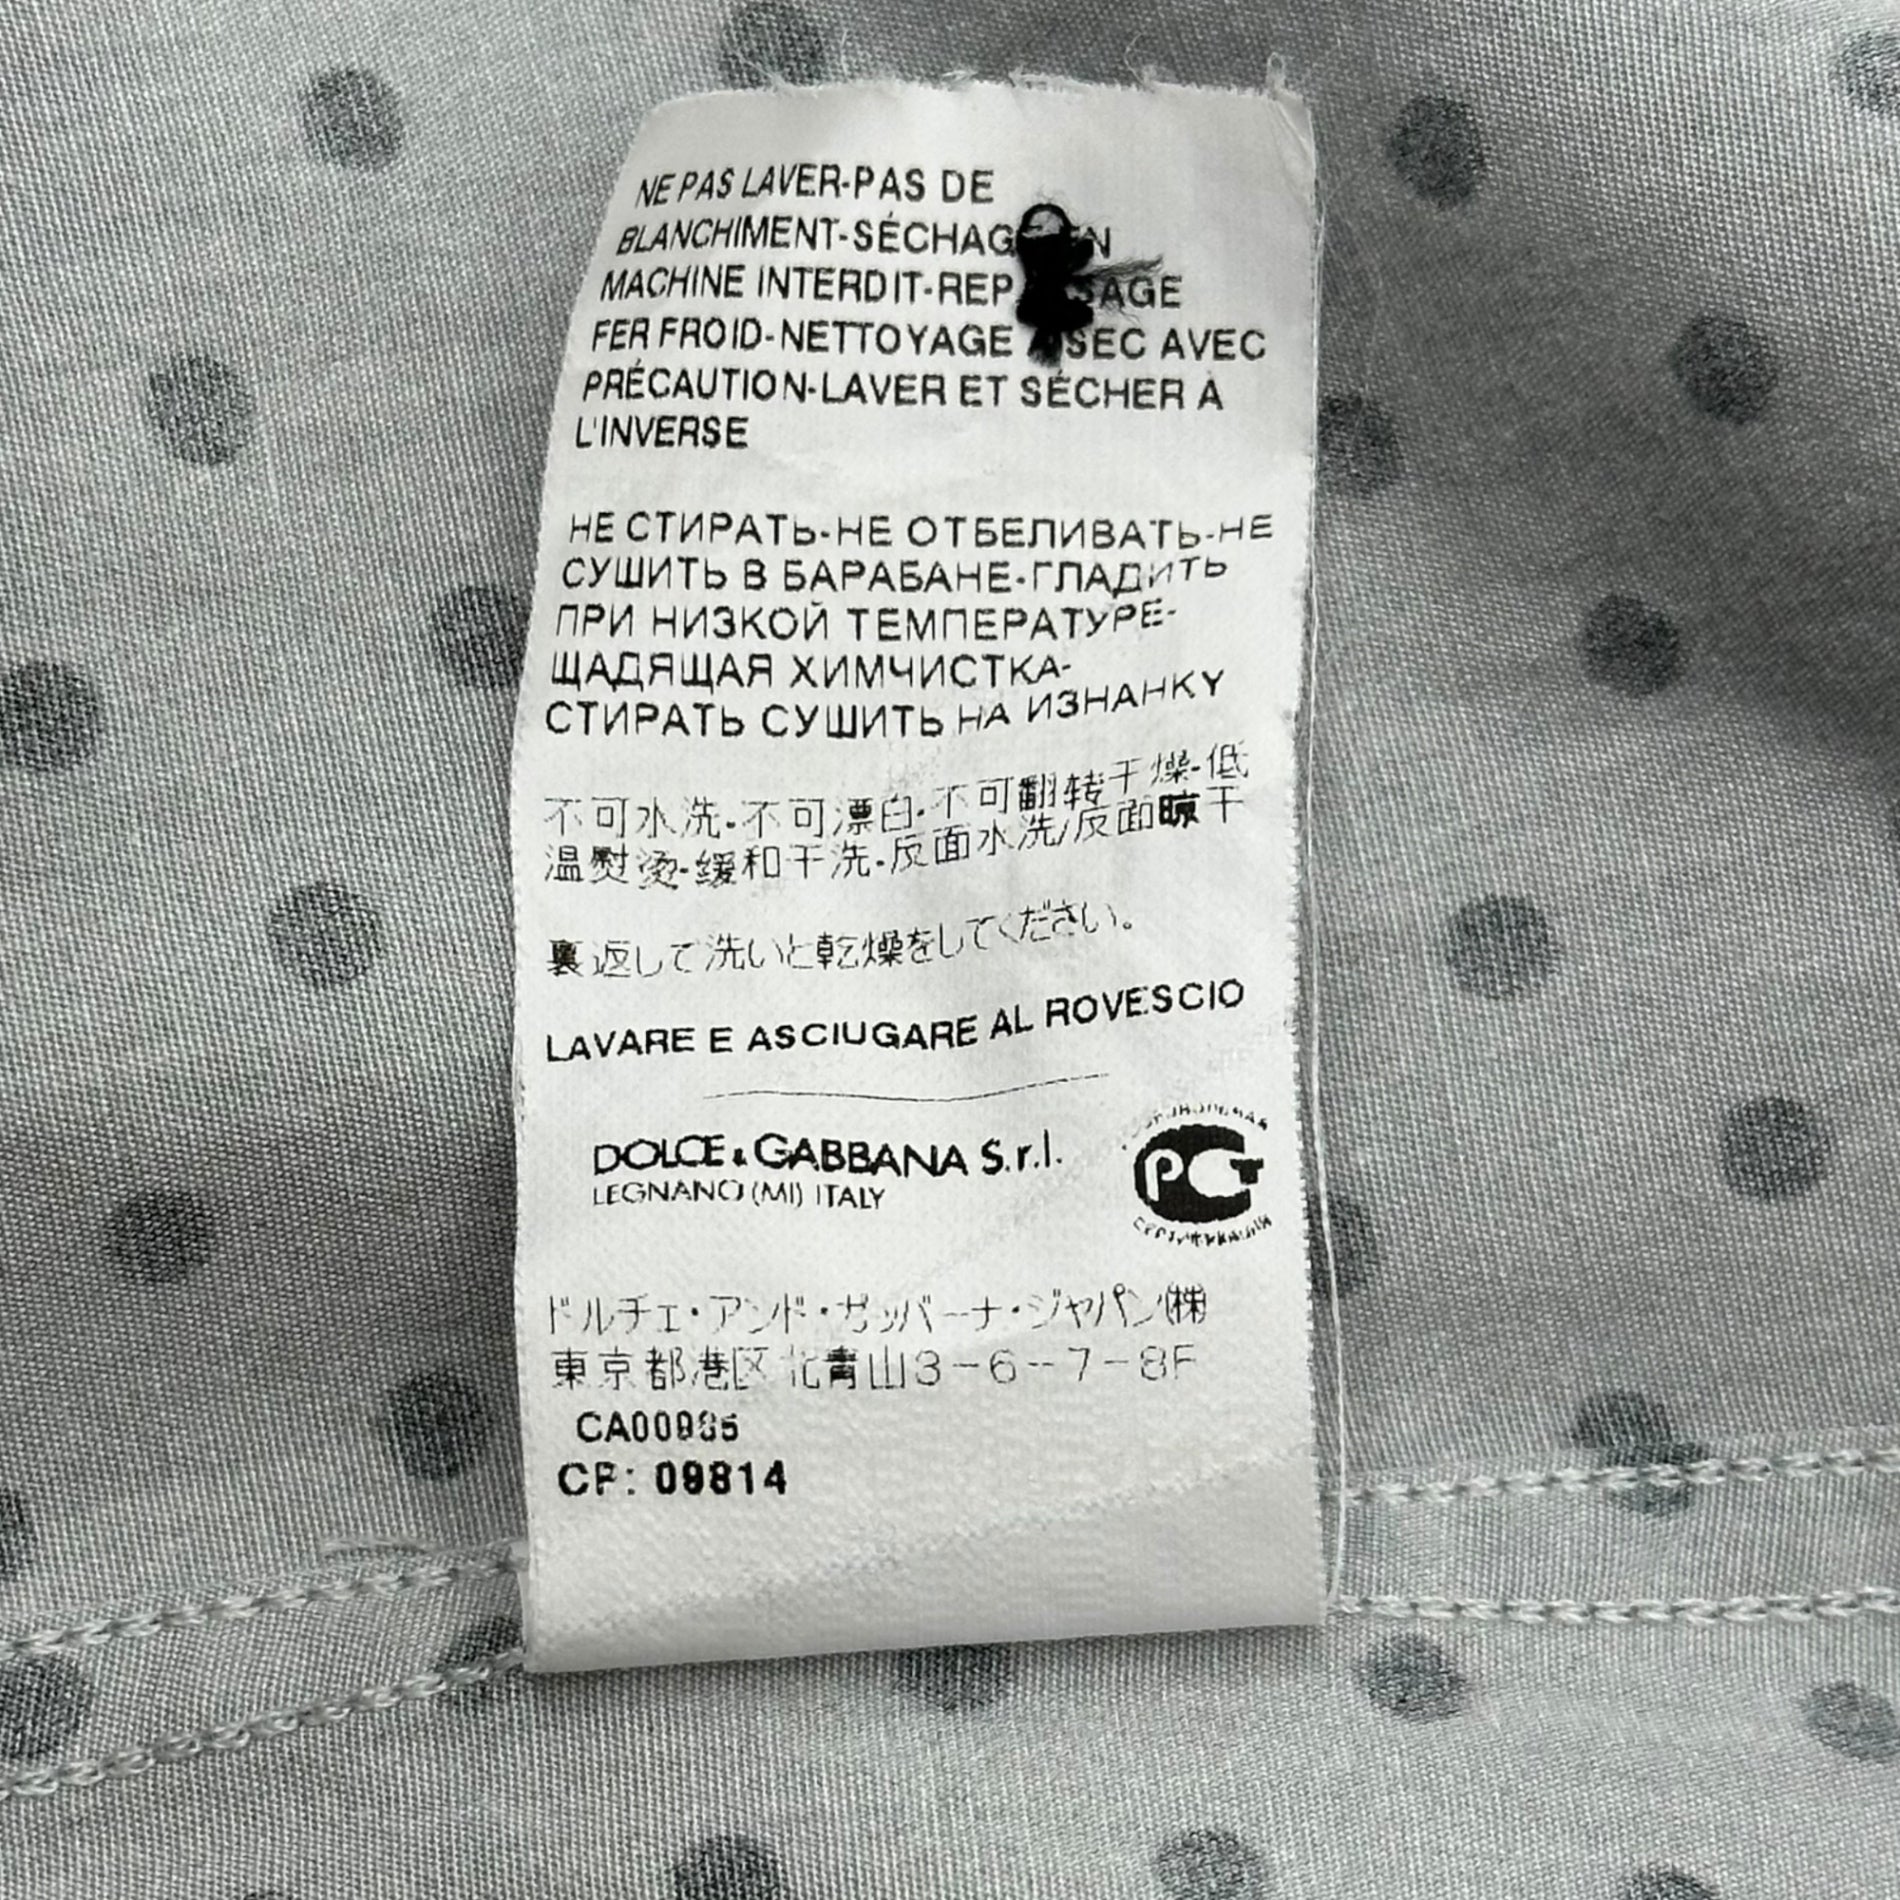 NE PAS LAVER-PAS DE
BLANCHIMENT-SÉCHAGE EN
MACHINE INTERDIT-REP SAGE
FER FROID-NETTOYAGE SEC AVEC
PRÉCAUTION-LAVER ET SÉCHER À
L'INVERSE
НЕ СТИРАТЬ-НЕ ОТБЕЛИВАТЬ-НЕ
СУШИТЬ В БАРАБАНЕ-ГЛАДИТЬ
ПРИ НИЗКОЙ ТЕМПЕРАТУРЕ-
ЩАДЯЩАЯ ХИМЧИСТКА-
СТИРАТЬ СУШИТЬ НА ИЗНАНКУ
不可水洗-不可漂白-不可翻转干燥-低
温熨烫-缓和干洗-反面水洗/反面晾干
裏返して洗いと乾燥をしてください。
LAVARE E ASCIUGARE AL ROVESCIO
DOLCE & GABBANA S.r.l.
LEGNANO (MI) ITALY
РСТ
ドルチェ・アンド・ガッバーナ・ジャパン(株)
東京都港区北青山3-6-7-8F
CA00985
CP: 09814